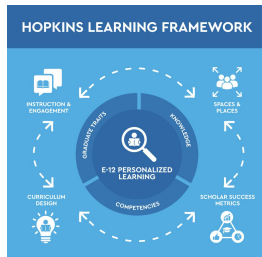 HOPKINS LEARNING FRAMEWORK
INSTRUCTION &
ENGAGEMENT
SPACES &
PLACES
GRADUATE TRAITS
KNOWLEDGE
E-12 PERSONALIZED
LEARNING
COMPETENCIES
CURRICULUM
DESIGN
SCHOLAR SUCCESS
METRICS